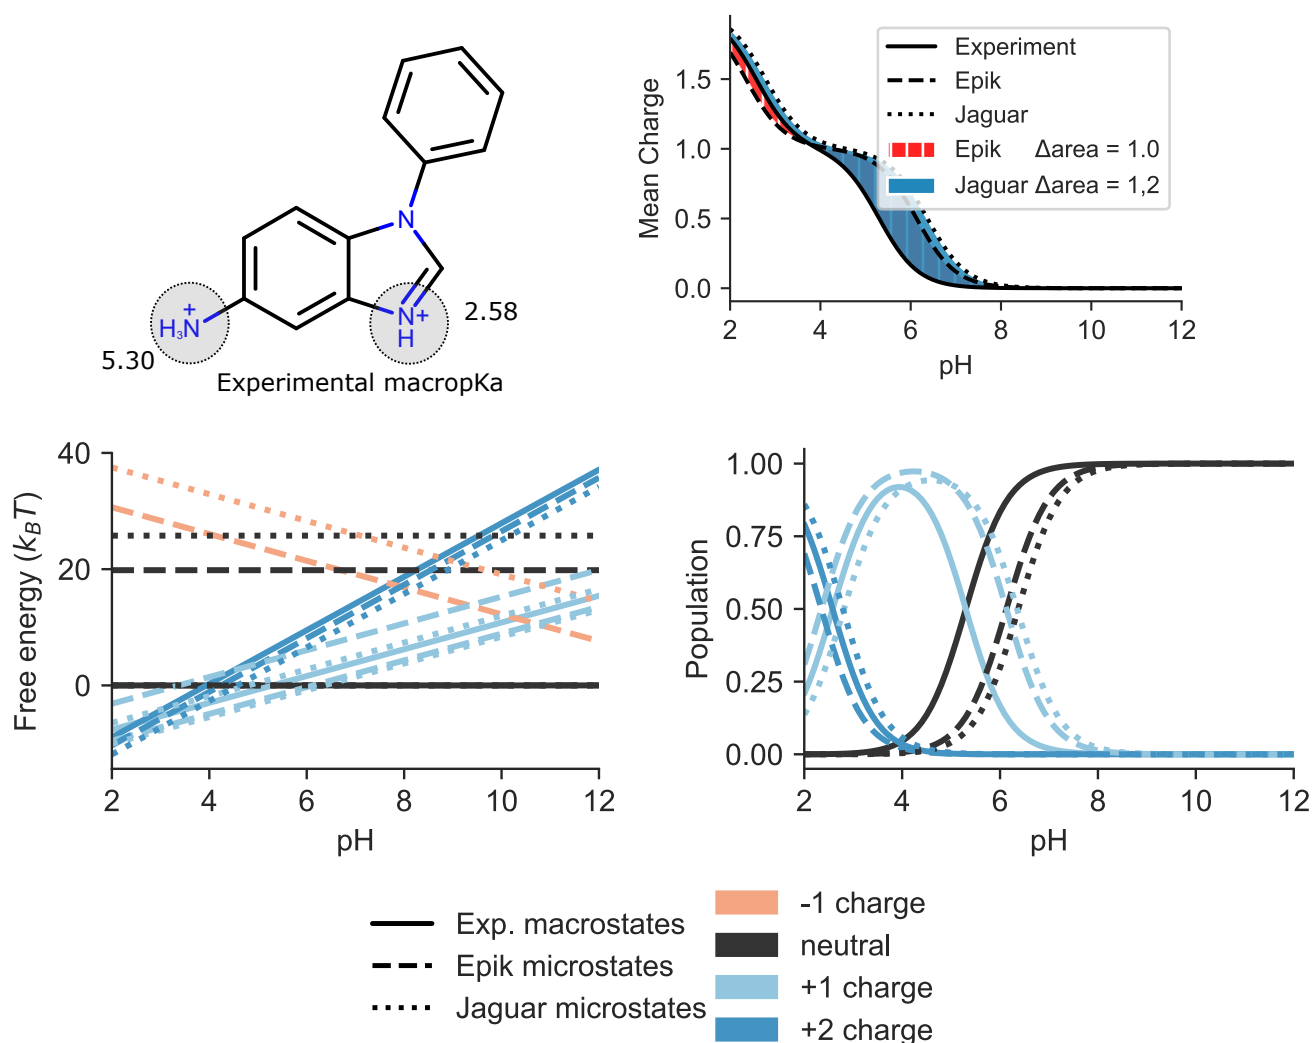 N
N+
H
+
H₃N
2.58
5.30
Experimental macropKa
Mean Charge
1.5
1.0
0.5
0.0
2 4 6 8 10 12
pH
Experiment
Epik
Jaguar
Epik Δarea = 1.0
Jaguar Δarea = 1,2
Free energy (k_BT)
40
20
0
2 4 6 8 10 12
pH
Population
1.00
0.75
0.50
0.25
0.00
2 4 6 8 10 12
pH
Exp. macrostates
Epik microstates
Jaguar microstates
-1 charge
neutral
+1 charge
+2 charge